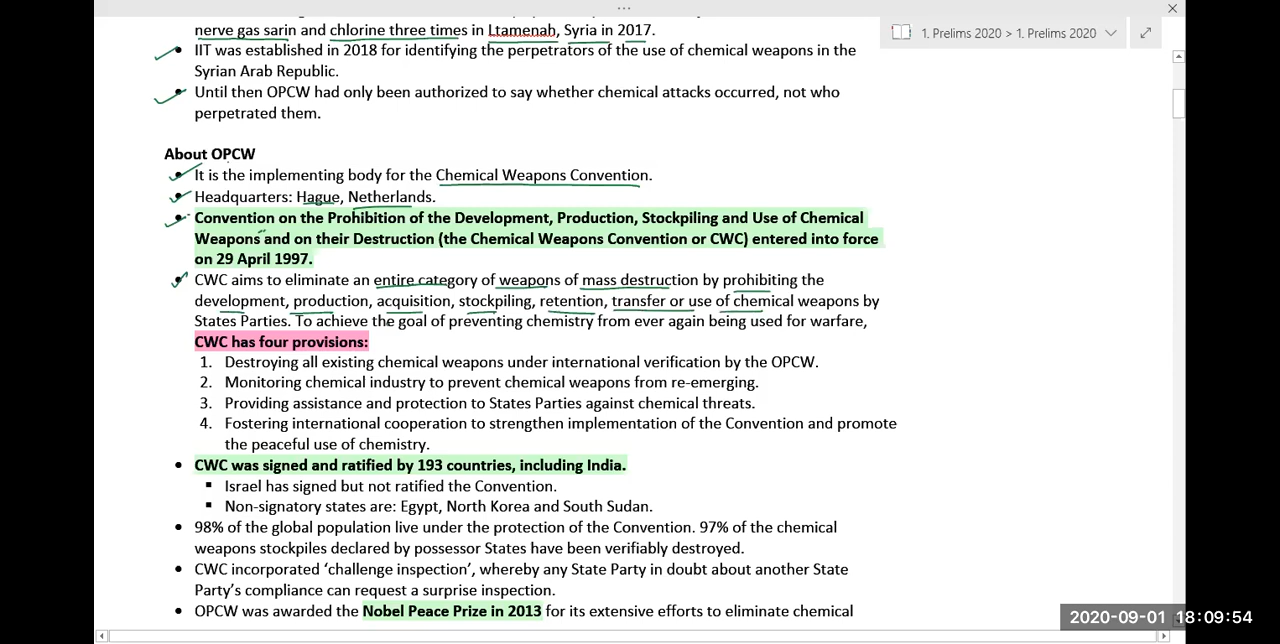 nerve gas sarin and chlorine three times in Ltamenah, Syria in 2017.
1. Prelims 2020 > 1. Prelims 2020
• IIT was established in 2018 for identifying the perpetrators of the use of chemical weapons in the
Syrian Arab Republic.
• Until then OPCW had only been authorized to say whether chemical attacks occurred, not who
perpetrated them.
About OPCW
• It is the implementing body for the Chemical Weapons Convention.
• Headquarters: Hague, Netherlands.
• Convention on the Prohibition of the Development, Production, Stockpiling and Use of Chemical
Weapons and on their Destruction (the Chemical Weapons Convention or CWC) entered into force
on 29 April 1997.
• CWC aims to eliminate an entire category of weapons of mass destruction by prohibiting the
development, production, acquisition, stockpiling, retention, transfer or use of chemical weapons by
States Parties. To achieve the goal of preventing chemistry from ever again being used for warfare,
CWC has four provisions:
1. Destroying all existing chemical weapons under international verification by the OPCW.
2. Monitoring chemical industry to prevent chemical weapons from re-emerging.
3. Providing assistance and protection to States Parties against chemical threats.
4. Fostering international cooperation to strengthen implementation of the Convention and promote
the peaceful use of chemistry.
• CWC was signed and ratified by 193 countries, including India.
▪ Israel has signed but not ratified the Convention.
▪ Non-signatory states are: Egypt, North Korea and South Sudan.
• 98% of the global population live under the protection of the Convention. 97% of the chemical
weapons stockpiles declared by possessor States have been verifiably destroyed.
• CWC incorporated ‘challenge inspection’, whereby any State Party in doubt about another State
Party’s compliance can request a surprise inspection.
• OPCW was awarded the Nobel Peace Prize in 2013 for its extensive efforts to eliminate chemical
2020-09-01 18:09:54